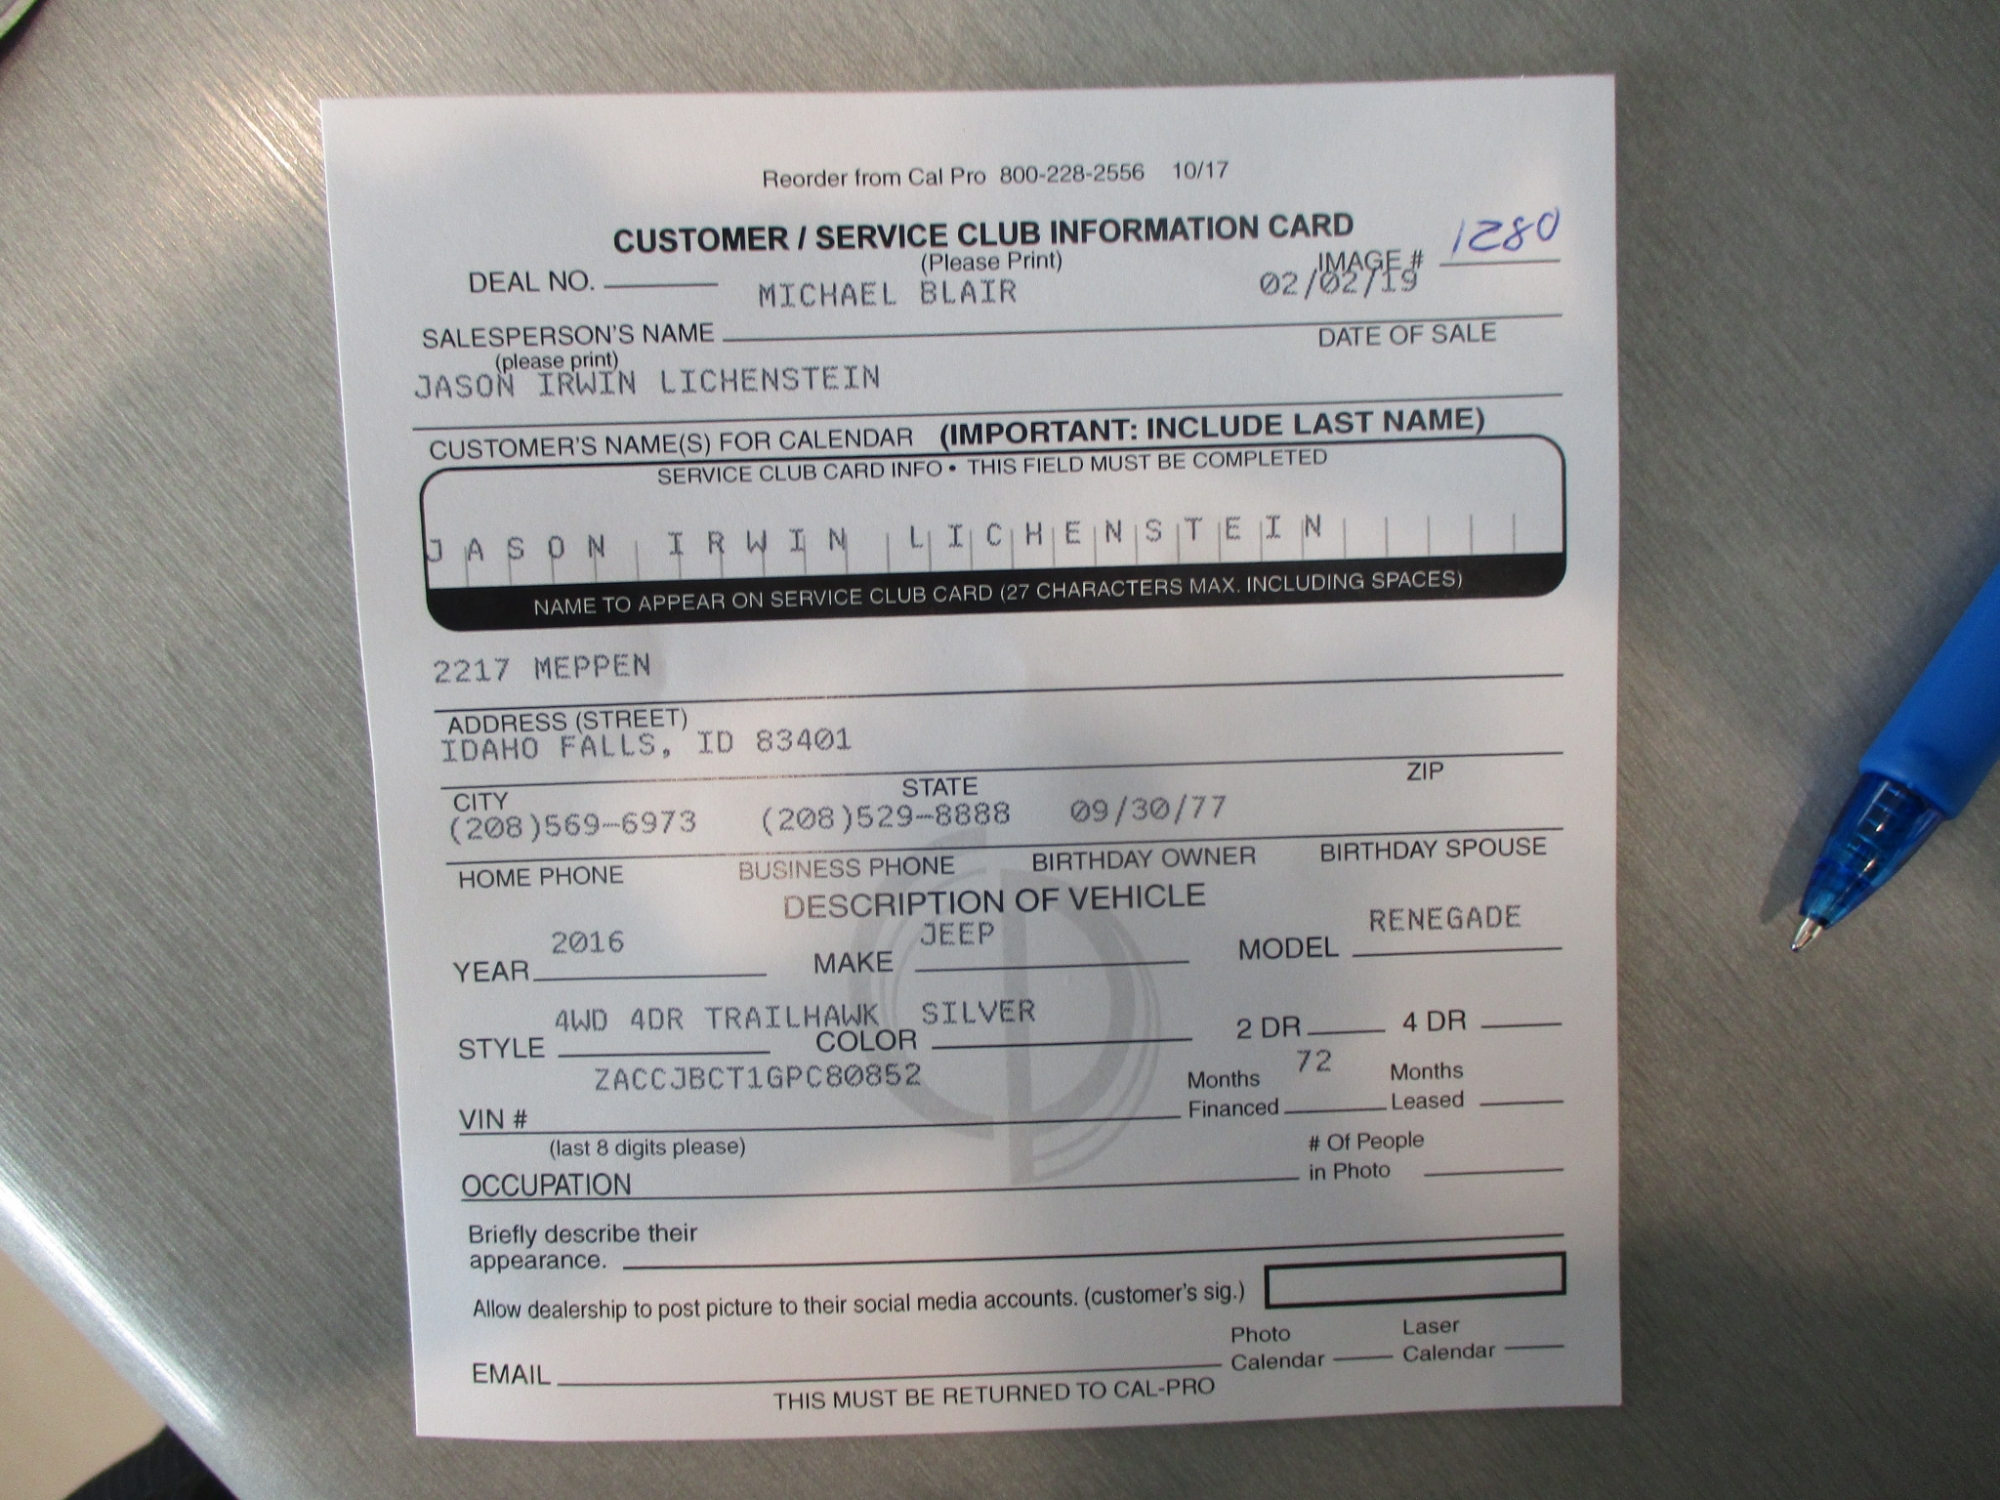 Reorder from Cal Pro 800-228-2556 10/17
CUSTOMER / SERVICE CLUB INFORMATION CARD
(Please Print)
IMAGE # 1280
DEAL NO.
MICHAEL BLAIR 02/02/19
SALESPERSON'S NAME DATE OF SALE
(please print)
JASON IRWIN LICHENSTEIN
CUSTOMER'S NAME(S) FOR CALENDAR (IMPORTANT: INCLUDE LAST NAME)
SERVICE CLUB CARD INFO • THIS FIELD MUST BE COMPLETED
JASON IRWIN LICHENSTEIN
NAME TO APPEAR ON SERVICE CLUB CARD (27 CHARACTERS MAX. INCLUDING SPACES)
2217 MEPPEN
ADDRESS (STREET)
IDAHO FALLS, ID 83401
CITY STATE ZIP
(208)569-6973 (208)529-8888 09/30/77
HOME PHONE BUSINESS PHONE BIRTHDAY OWNER BIRTHDAY SPOUSE
DESCRIPTION OF VEHICLE
YEAR 2016 MAKE JEEP MODEL RENEGADE
STYLE 4WD 4DR TRAILHAWK COLOR SILVER 2 DR 4 DR
VIN # ZACCJBCT1GPC80852 Months Financed 72 Months Leased
(last 8 digits please)
OCCUPATION # Of People in Photo
Briefly describe their
appearance.
Allow dealership to post picture to their social media accounts. (customer's sig.)
EMAIL Photo Calendar Laser Calendar
THIS MUST BE RETURNED TO CAL-PRO